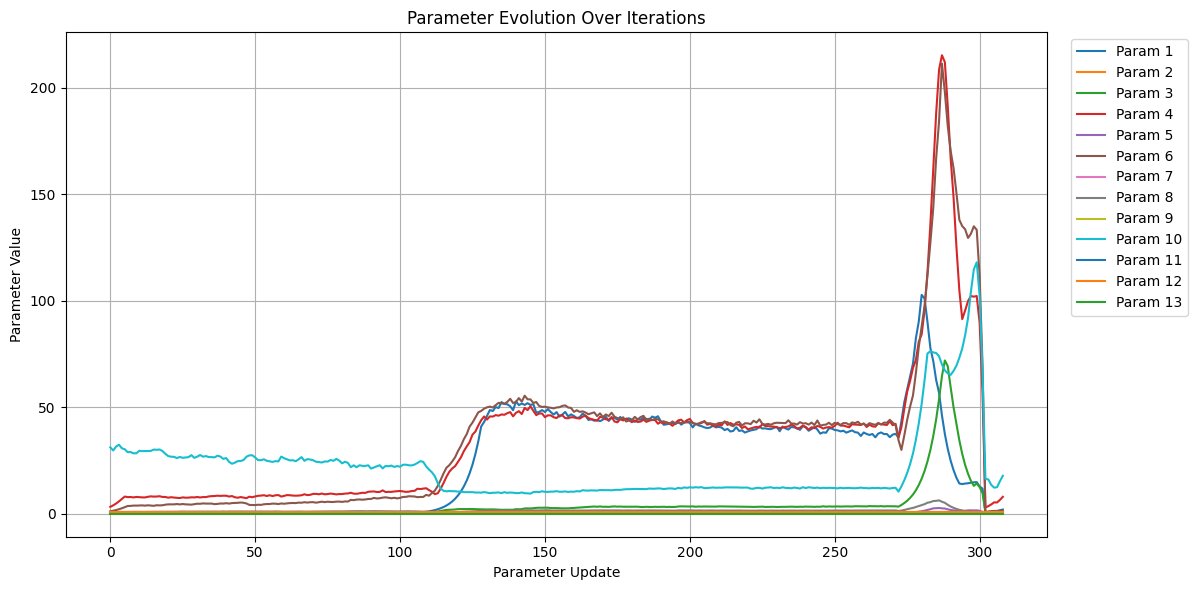 Parameter Evolution Over Iterations
Parameter Value
200
150
100
50
0
0
50
100
150
200
250
300
Parameter Update
Param 1
Param 2
Param 3
Param 4
Param 5
Param 6
Param 7
Param 8
Param 9
Param 10
Param 11
Param 12
Param 13